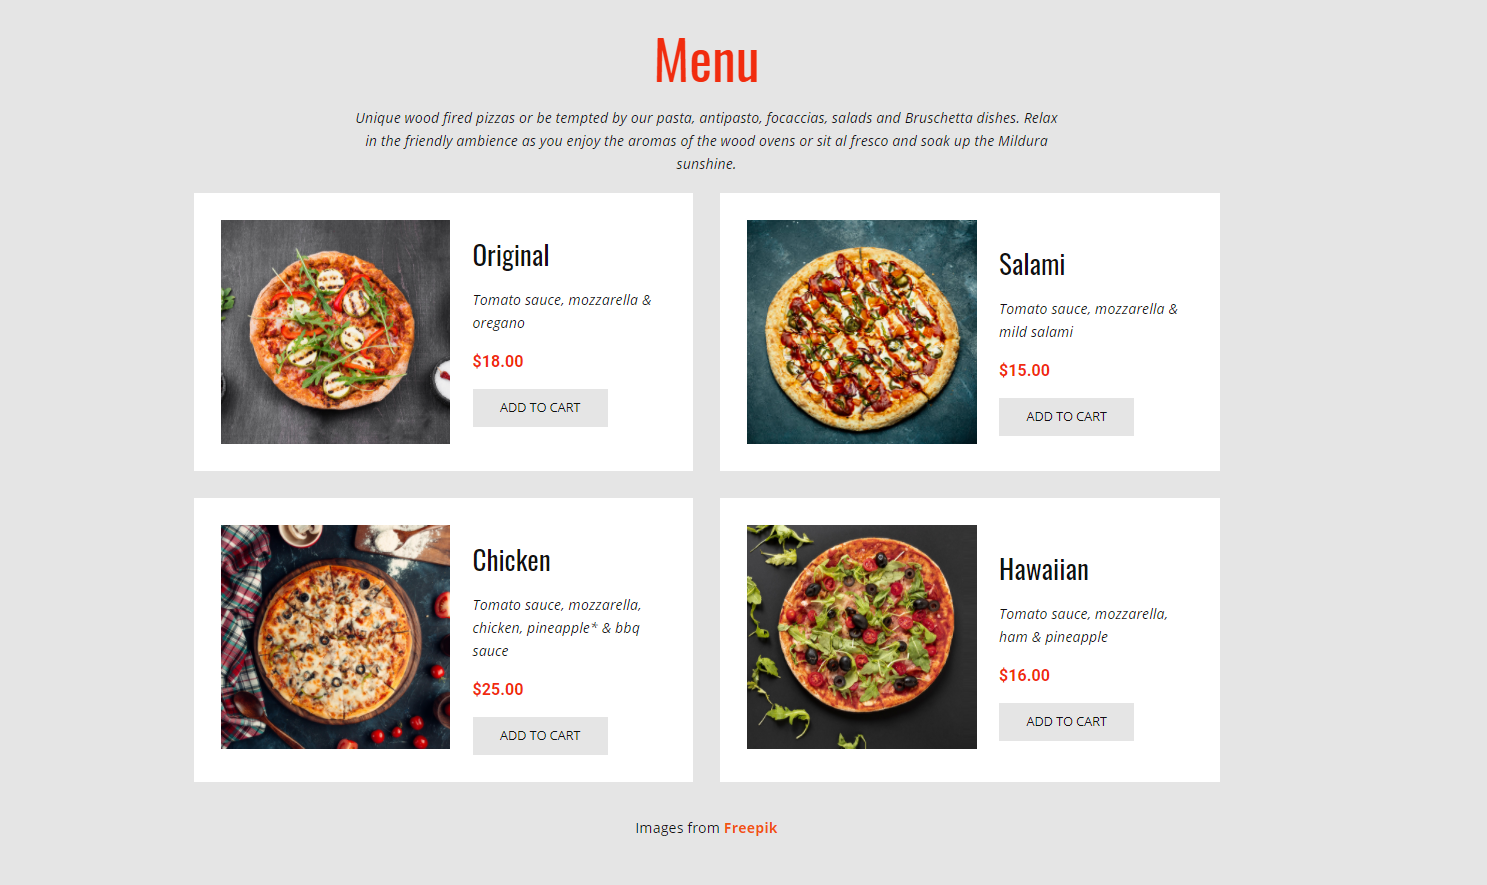 Menu
Unique wood fired pizzas or be tempted by our pasta, antipasto, focaccias, salads and Bruschetta dishes. Relax
in the friendly ambience as you enjoy the aromas of the wood ovens or sit al fresco and soak up the Mildura
sunshine.
Original
Tomato sauce, mozzarella &
oregano
$18.00
ADD TO CART
Salami
Tomato sauce, mozzarella &
mild salami
$15.00
ADD TO CART
Chicken
Tomato sauce, mozzarella,
chicken, pineapple* & bbq
sauce
$25.00
ADD TO CART
Hawaiian
Tomato sauce, mozzarella,
ham & pineapple
$16.00
ADD TO CART
Images from Freepik